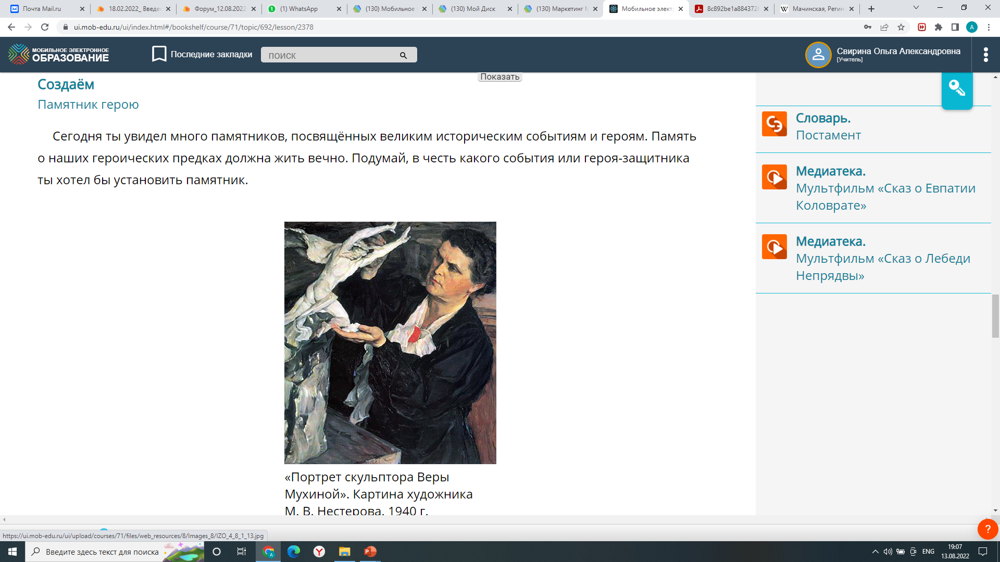 Почта Mail.ru
18.02.2022_ Введе
Форум_12.08.2022
(1) WhatsApp
(130) Мобильное
(130) Мой Диск
(130) Маркетинг М
Мобильное элект
8c892be1a884372
Мачинская, Регин
ui.mob-edu.ru/ui/index.html#/bookshelf/course/71/topic/692/lesson/2378
А
МОБИЛЬНОЕ ЭЛЕКТРОННОЕ
ОБРАЗОВАНИЕ
Последние закладки
поиск
Свирина Ольга Александровна
[Учитель]
Показать
Создаём
Памятник герою
Сегодня ты увидел много памятников, посвящённых великим историческим событиям и героям. Память
о наших героических предках должна жить вечно. Подумай, в честь какого события или героя-защитника
ты хотел бы установить памятник.
«Портрет скульптора Веры
Мухиной». Картина художника
М. В. Нестерова. 1940 г.
Словарь.
Постамент
Медиатека.
Мультфильм «Сказ о Евпатии
Коловрате»
Медиатека.
Мультфильм «Сказ о Лебеди
Непрядвы»
?
https://ui.mob-edu.ru/ui/upload/courses/71/files/web_resources/8/Images_8/IZO_4_8_1_13.jpg
Введите здесь текст для поиска
ENG
19:07
13.08.2022